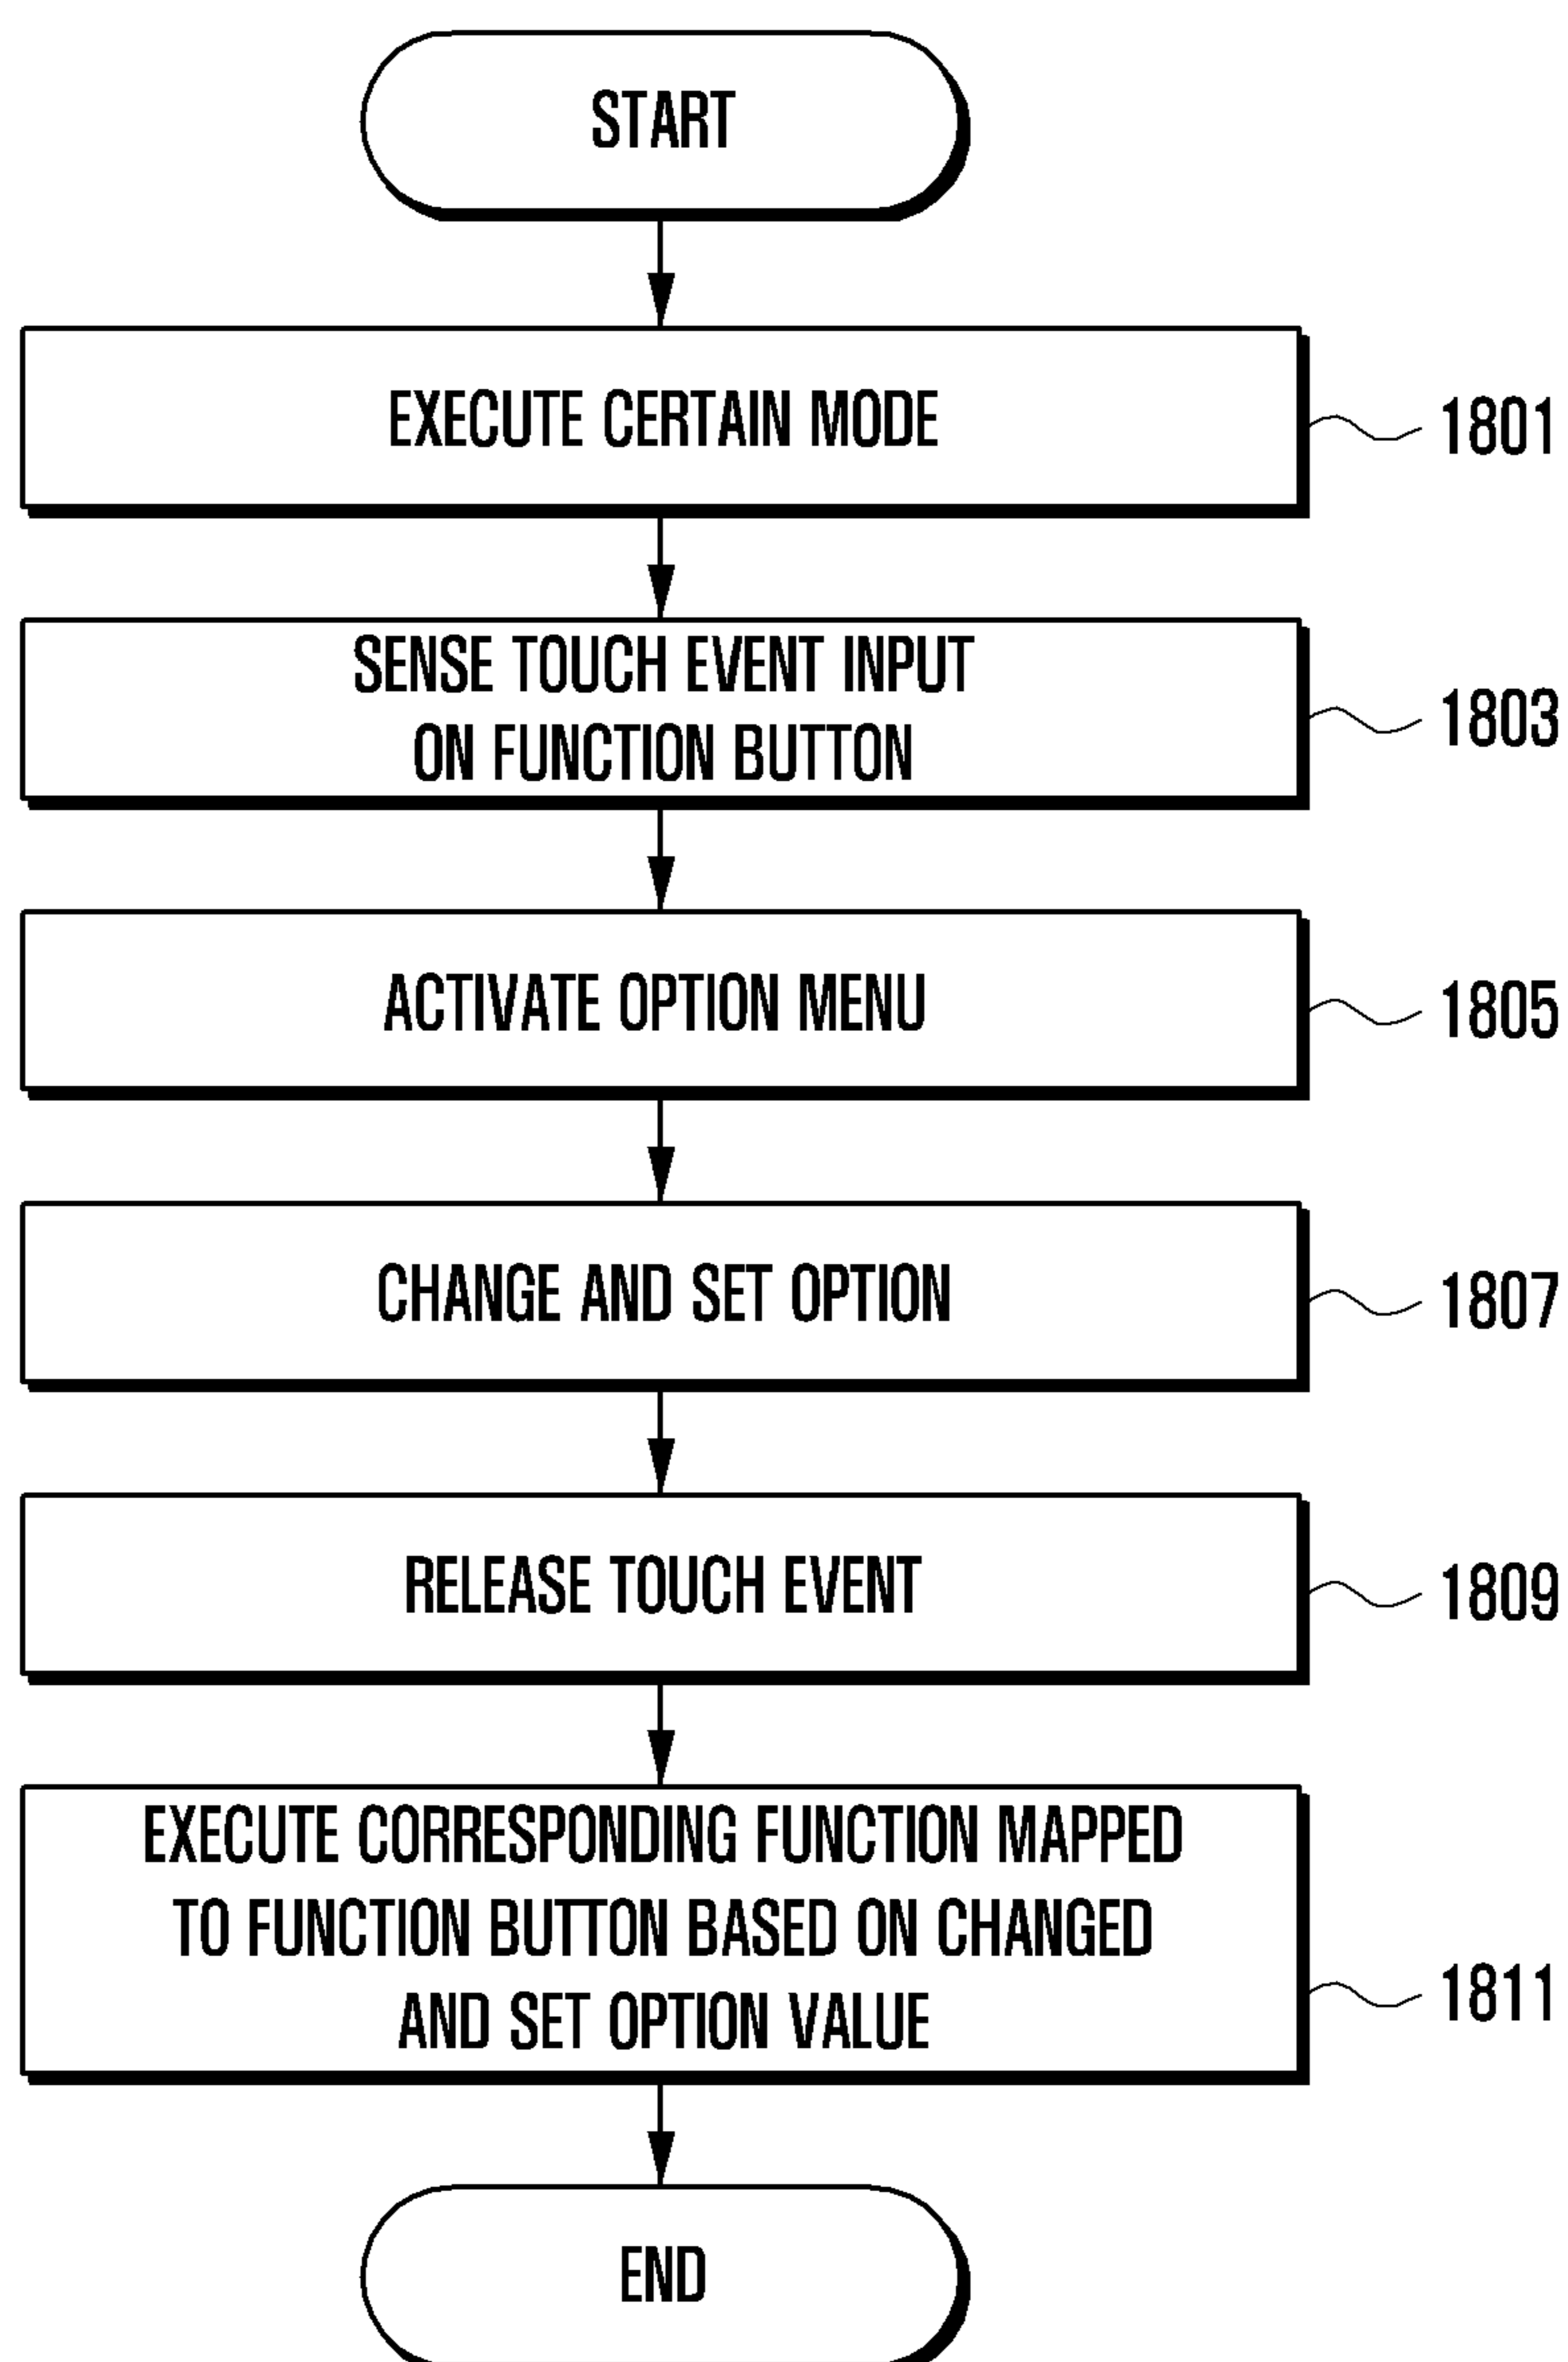 START
EXECUTE CERTAIN MODE
1801
SENSE TOUCH EVENT INPUT
ON FUNCTION BUTTON
1803
ACTIVATE OPTION MENU
1805
CHANGE AND SET OPTION
1807
RELEASE TOUCH EVENT
1809
EXECUTE CORRESPONDING FUNCTION MAPPED
TO FUNCTION BUTTON BASED ON CHANGED
AND SET OPTION VALUE
1811
END